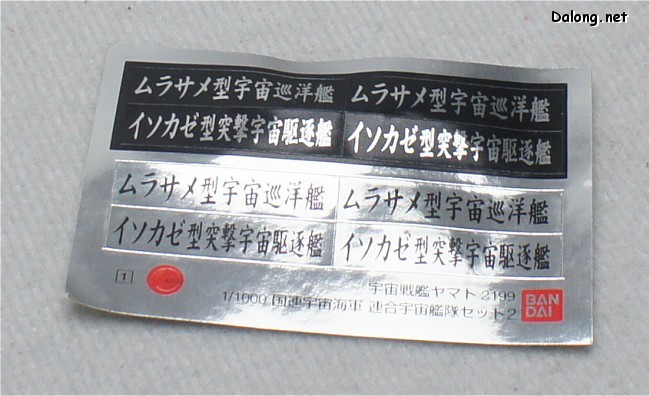 Dalong.net
ムラサメ型宇宙巡洋艦 ムラサメ型宇宙巡洋艦
イソカゼ型突撃宇宙駆逐艦 イソカゼ型突撃宇宙駆逐艦
ムラサメ型宇宙巡洋艦 ムラサメ型宇宙巡洋艦
イソカゼ型突撃宇宙駆逐艦 イソカゼ型突撃宇宙駆逐艦
1
宇宙戦艦ヤマト2199
1/1000 国連宇宙海軍 連合宇宙艦隊セット2
BAN
DAI